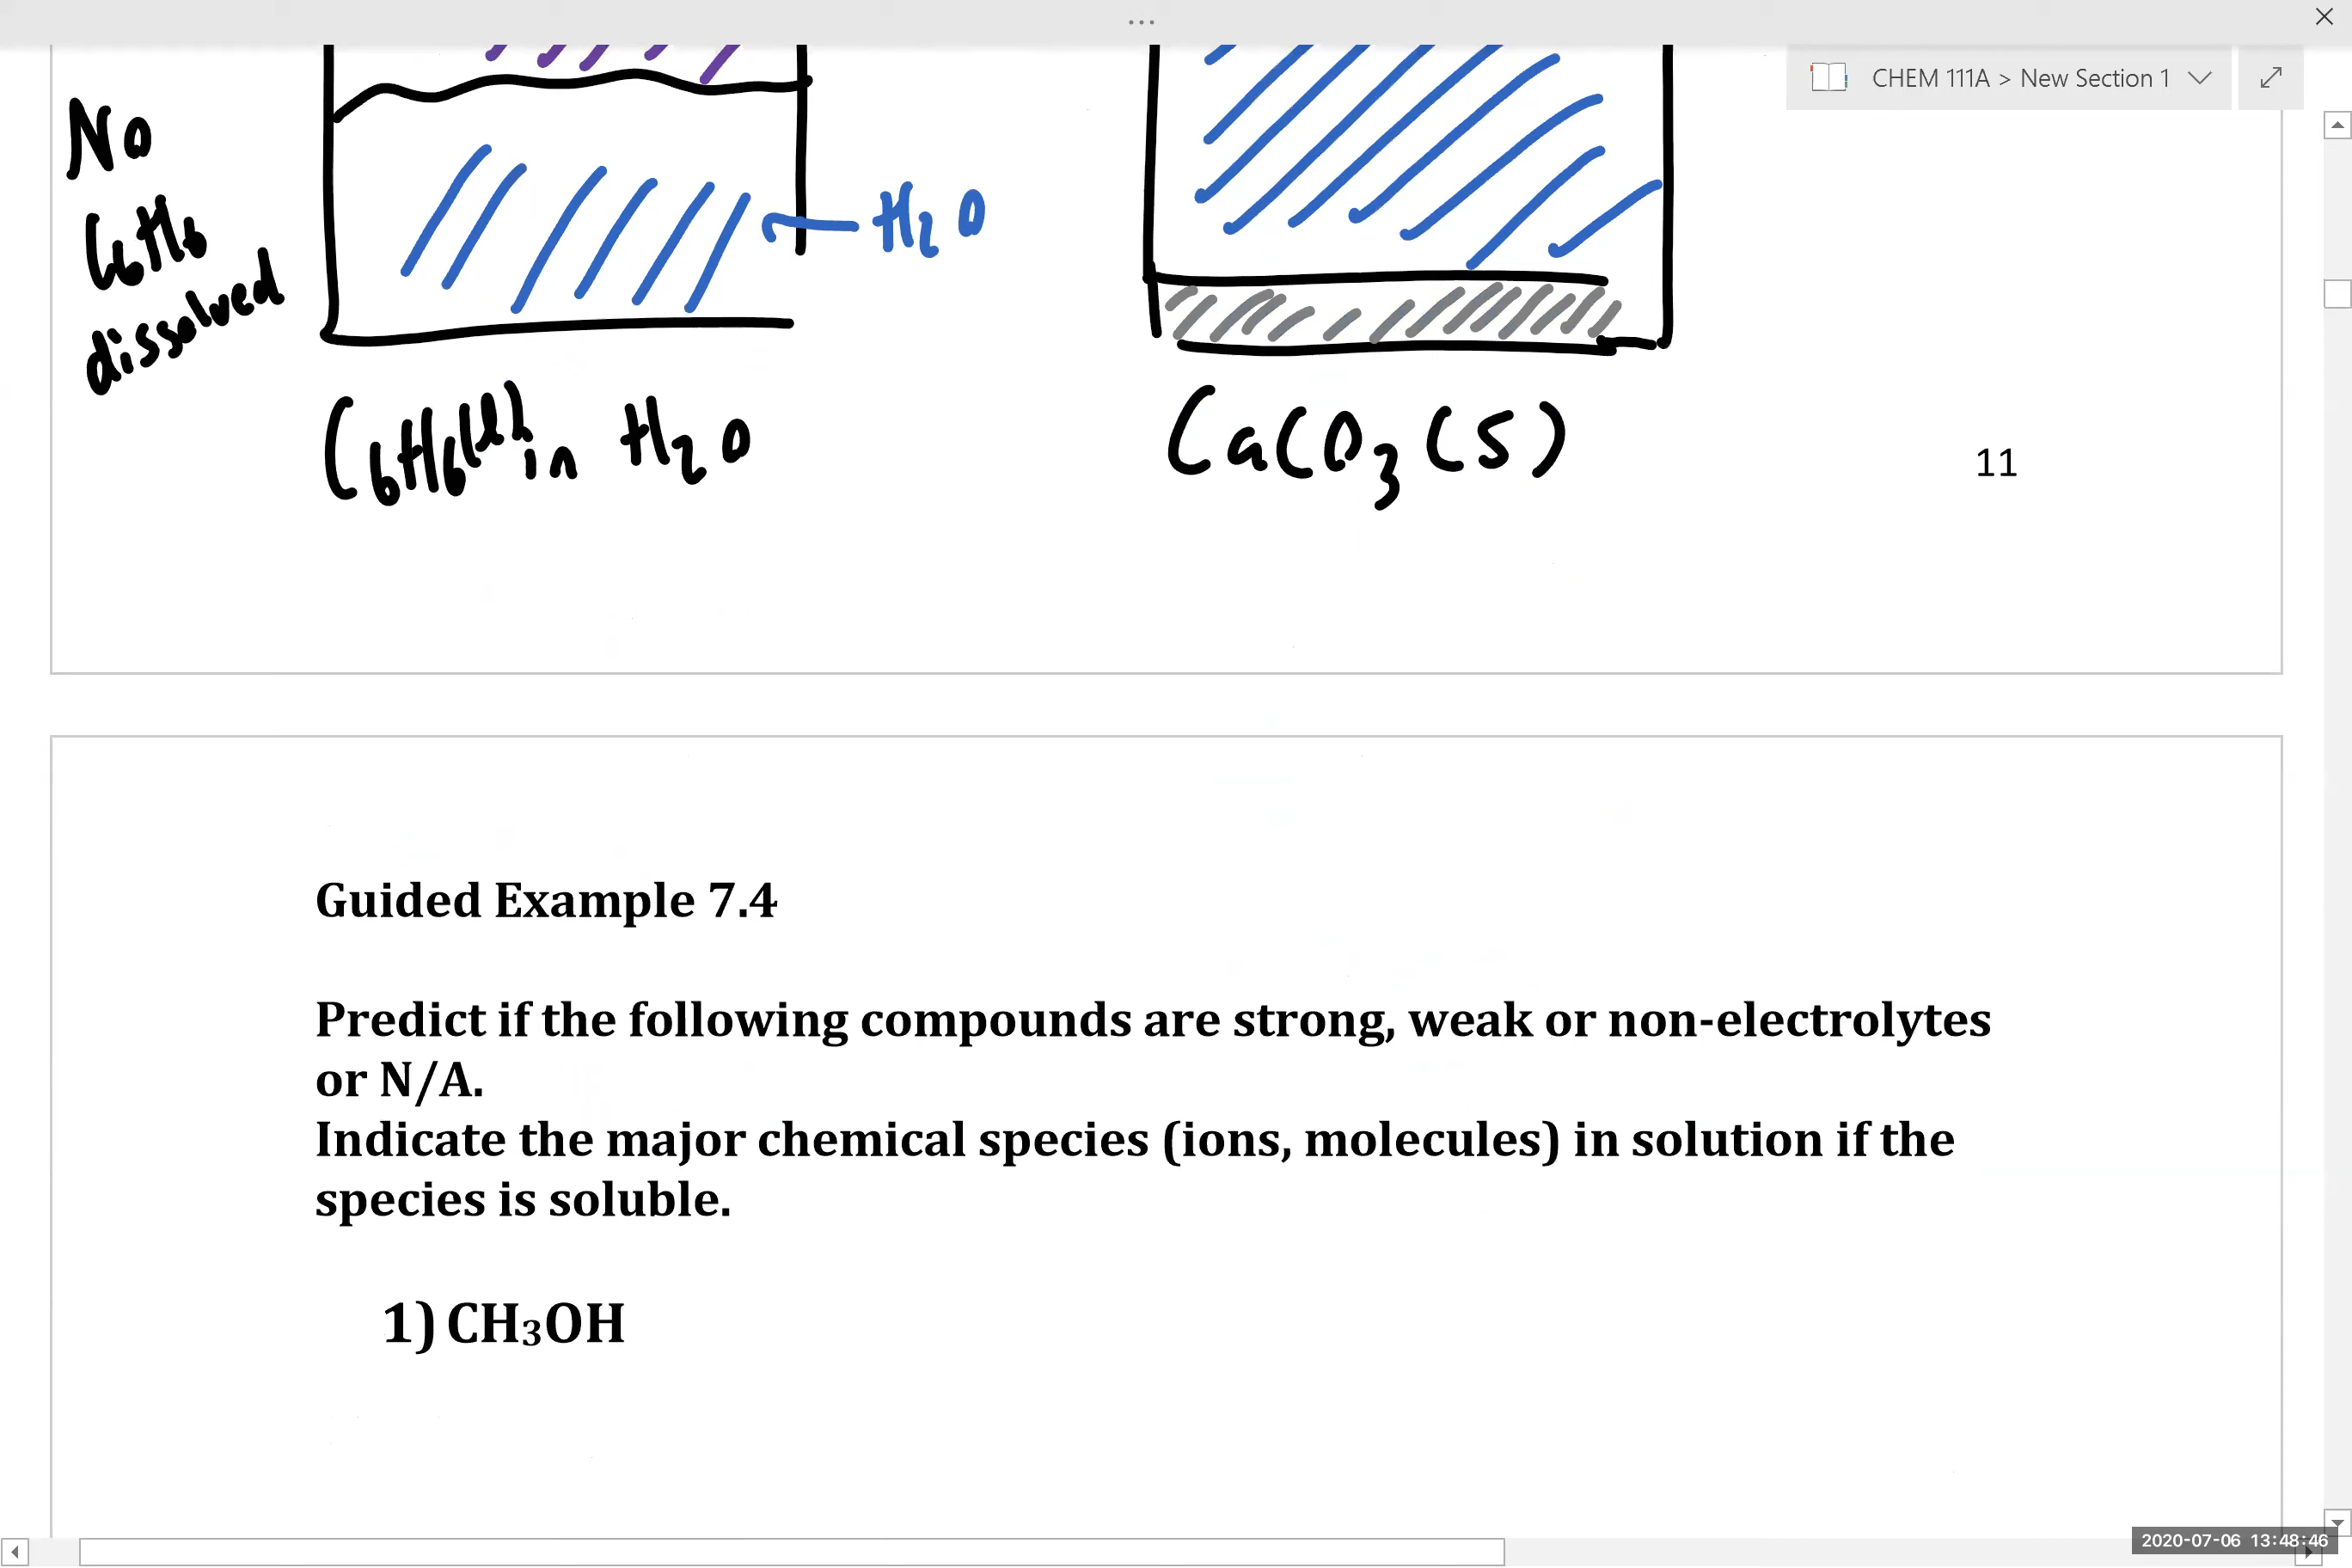 ...
CHEM 111A > New Section 1
No
C6H6
dissolved
H2O
C6H6(l) in H2O
CaCO3(s)
11
Guided Example 7.4
Predict if the following compounds are strong, weak or non-electrolytes
or N/A.
Indicate the major chemical species (ions, molecules) in solution if the
species is soluble.
1) CH₃OH
2020-07-06 13:48:46